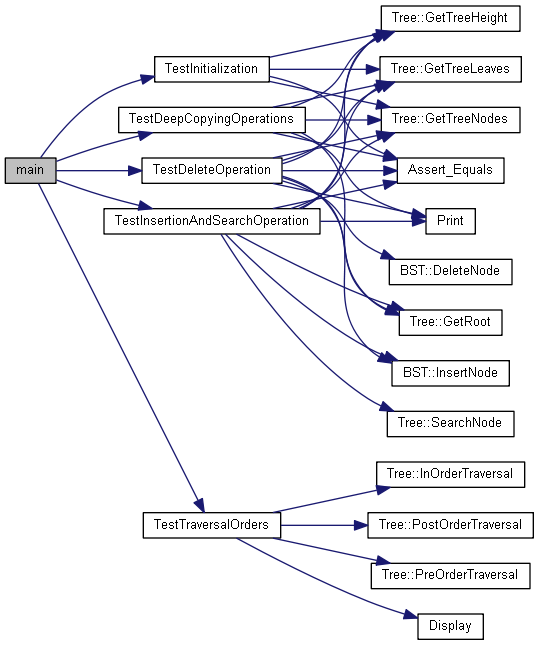 main
TestInitialization
TestDeepCopyingOperations
TestDeleteOperation
TestInsertionAndSearchOperation
TestTraversalOrders
Tree::GetTreeHeight
Tree::GetTreeLeaves
Tree::GetTreeNodes
Assert_Equals
Print
BST::DeleteNode
Tree::GetRoot
BST::InsertNode
Tree::SearchNode
Tree::InOrderTraversal
Tree::PostOrderTraversal
Tree::PreOrderTraversal
Display